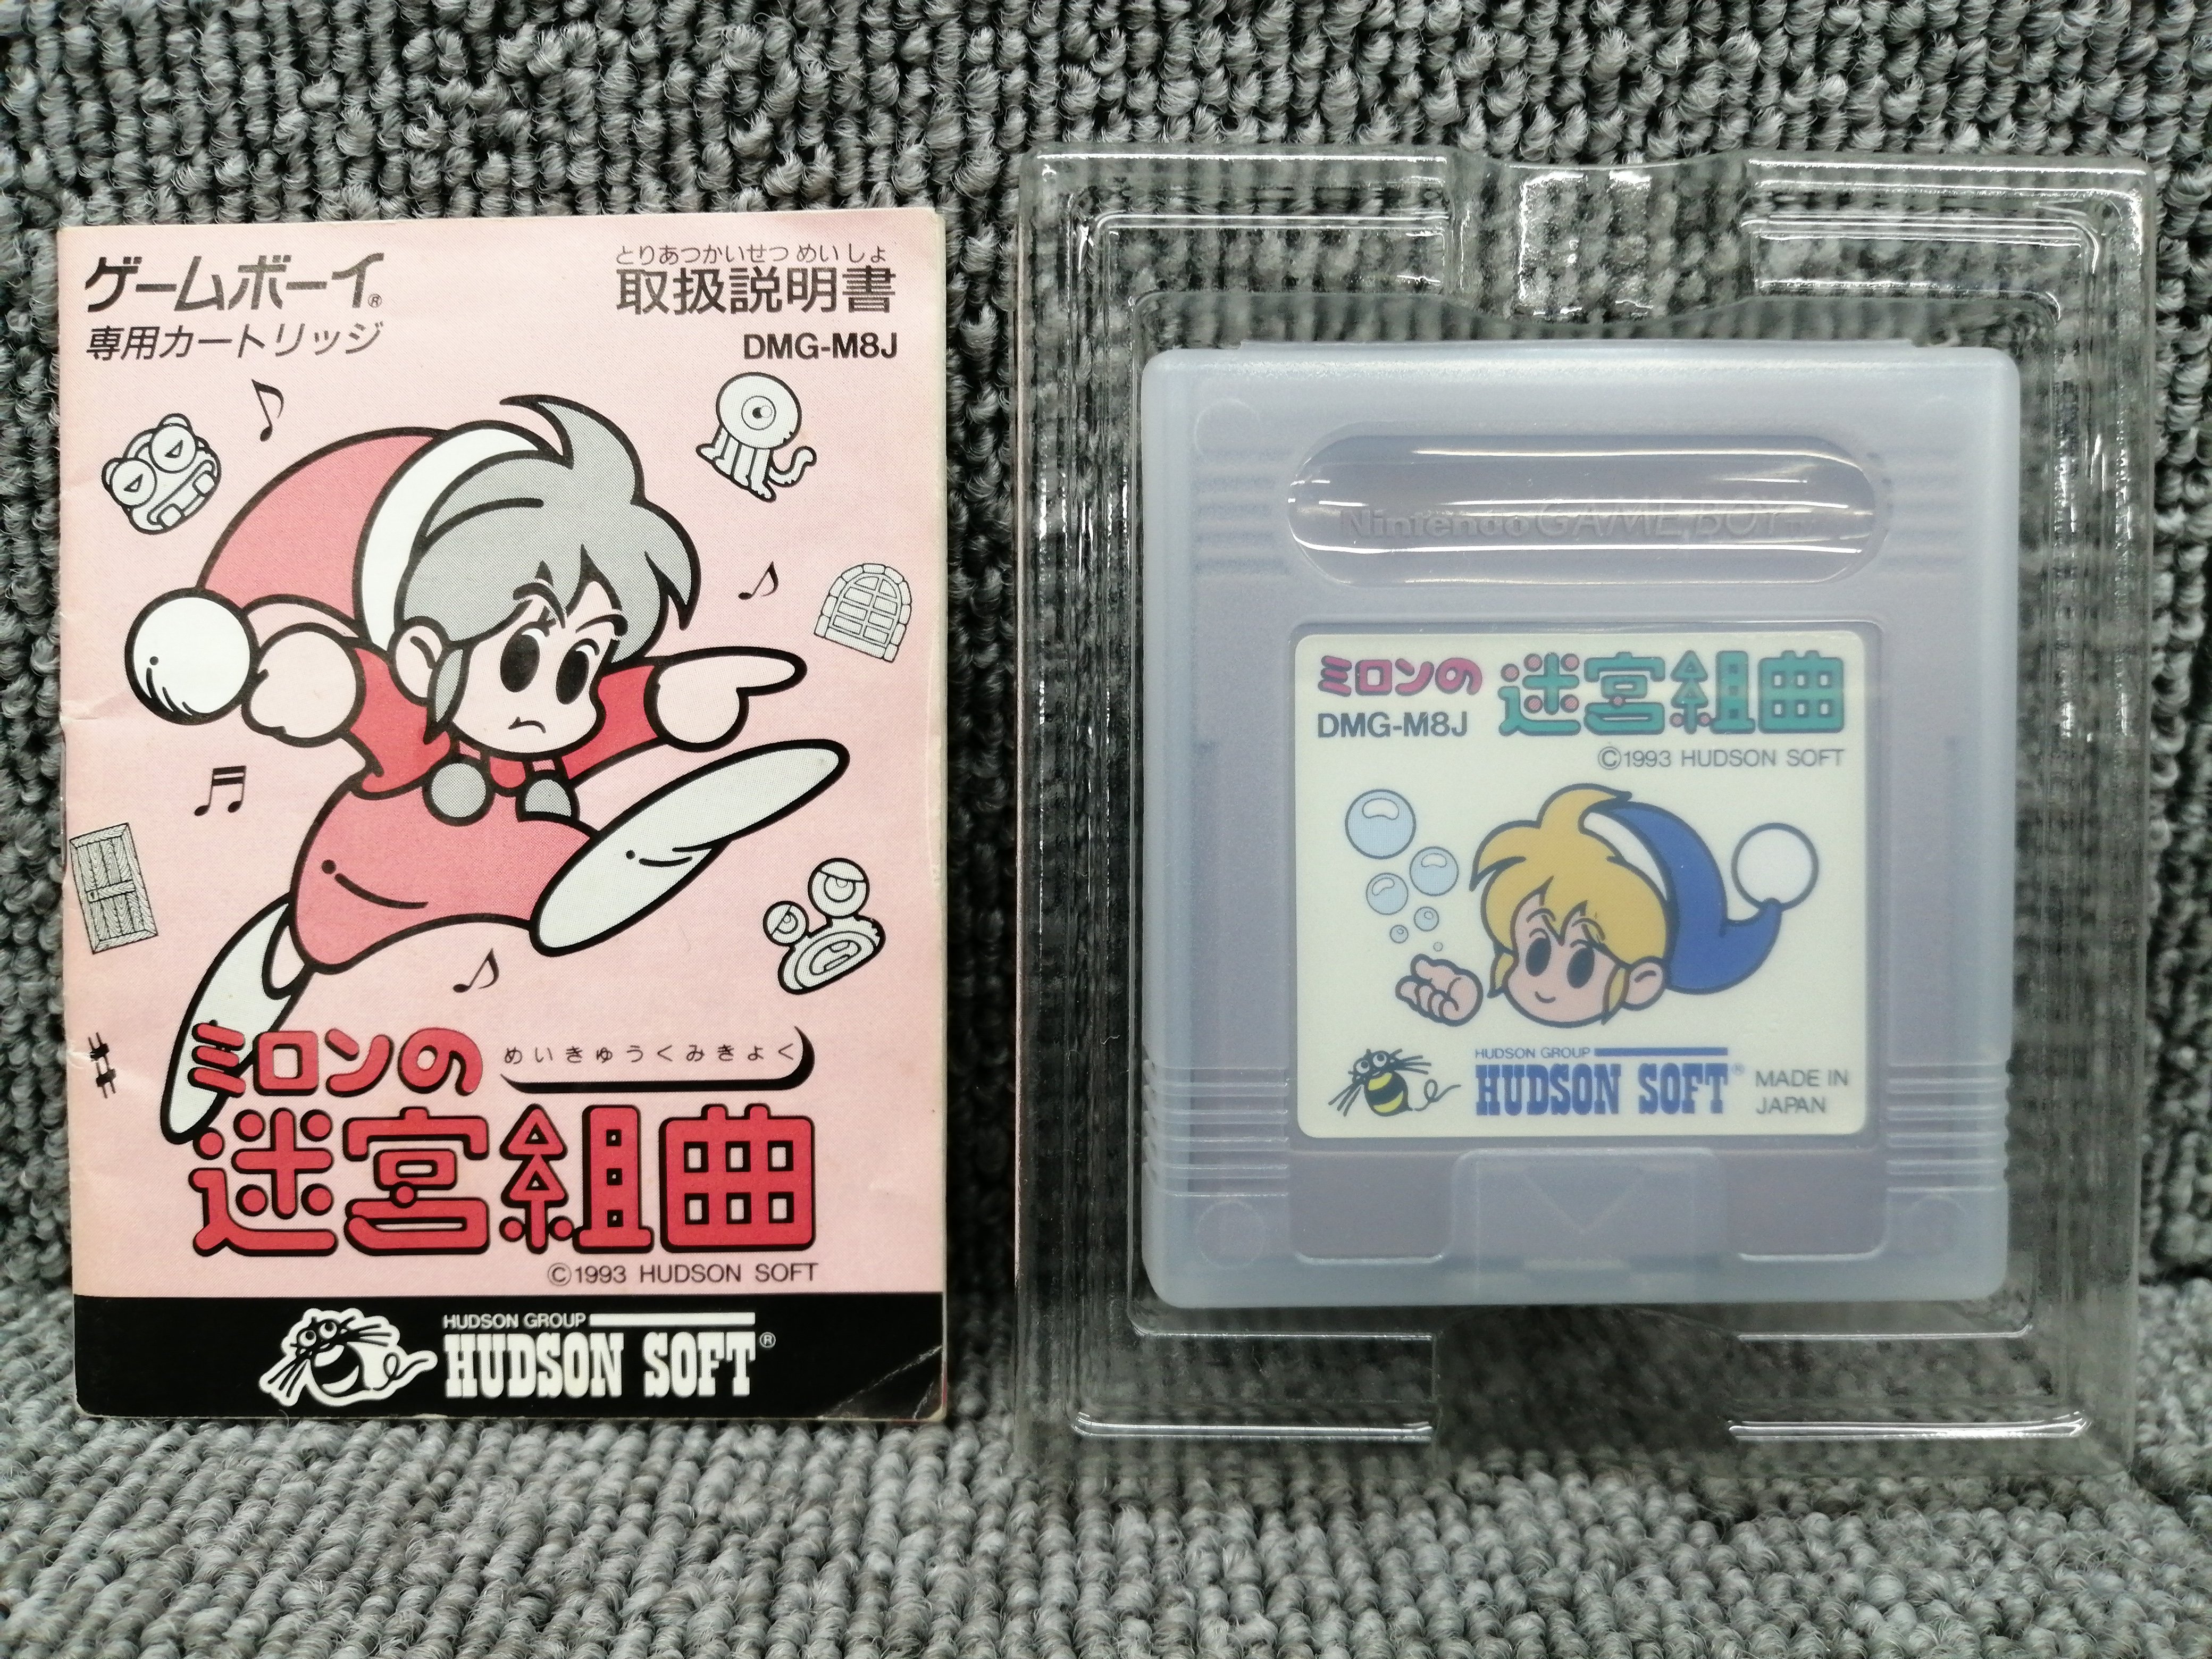 ゲームボーイ®
専用カートリッジ
とりあつかいせつめいしょ
取扱説明書
DMG-M8J
ミロンの
めいきゅうくみきょく
迷宮組曲
©1993 HUDSON SOFT
HUDSON GROUP
HUDSON SOFT®
Nintendo GAME BOY™
ミロンの 迷宮組曲
DMG-M8J
©1993 HUDSON SOFT
HUDSON GROUP
HUDSON SOFT®
MADE IN
JAPAN